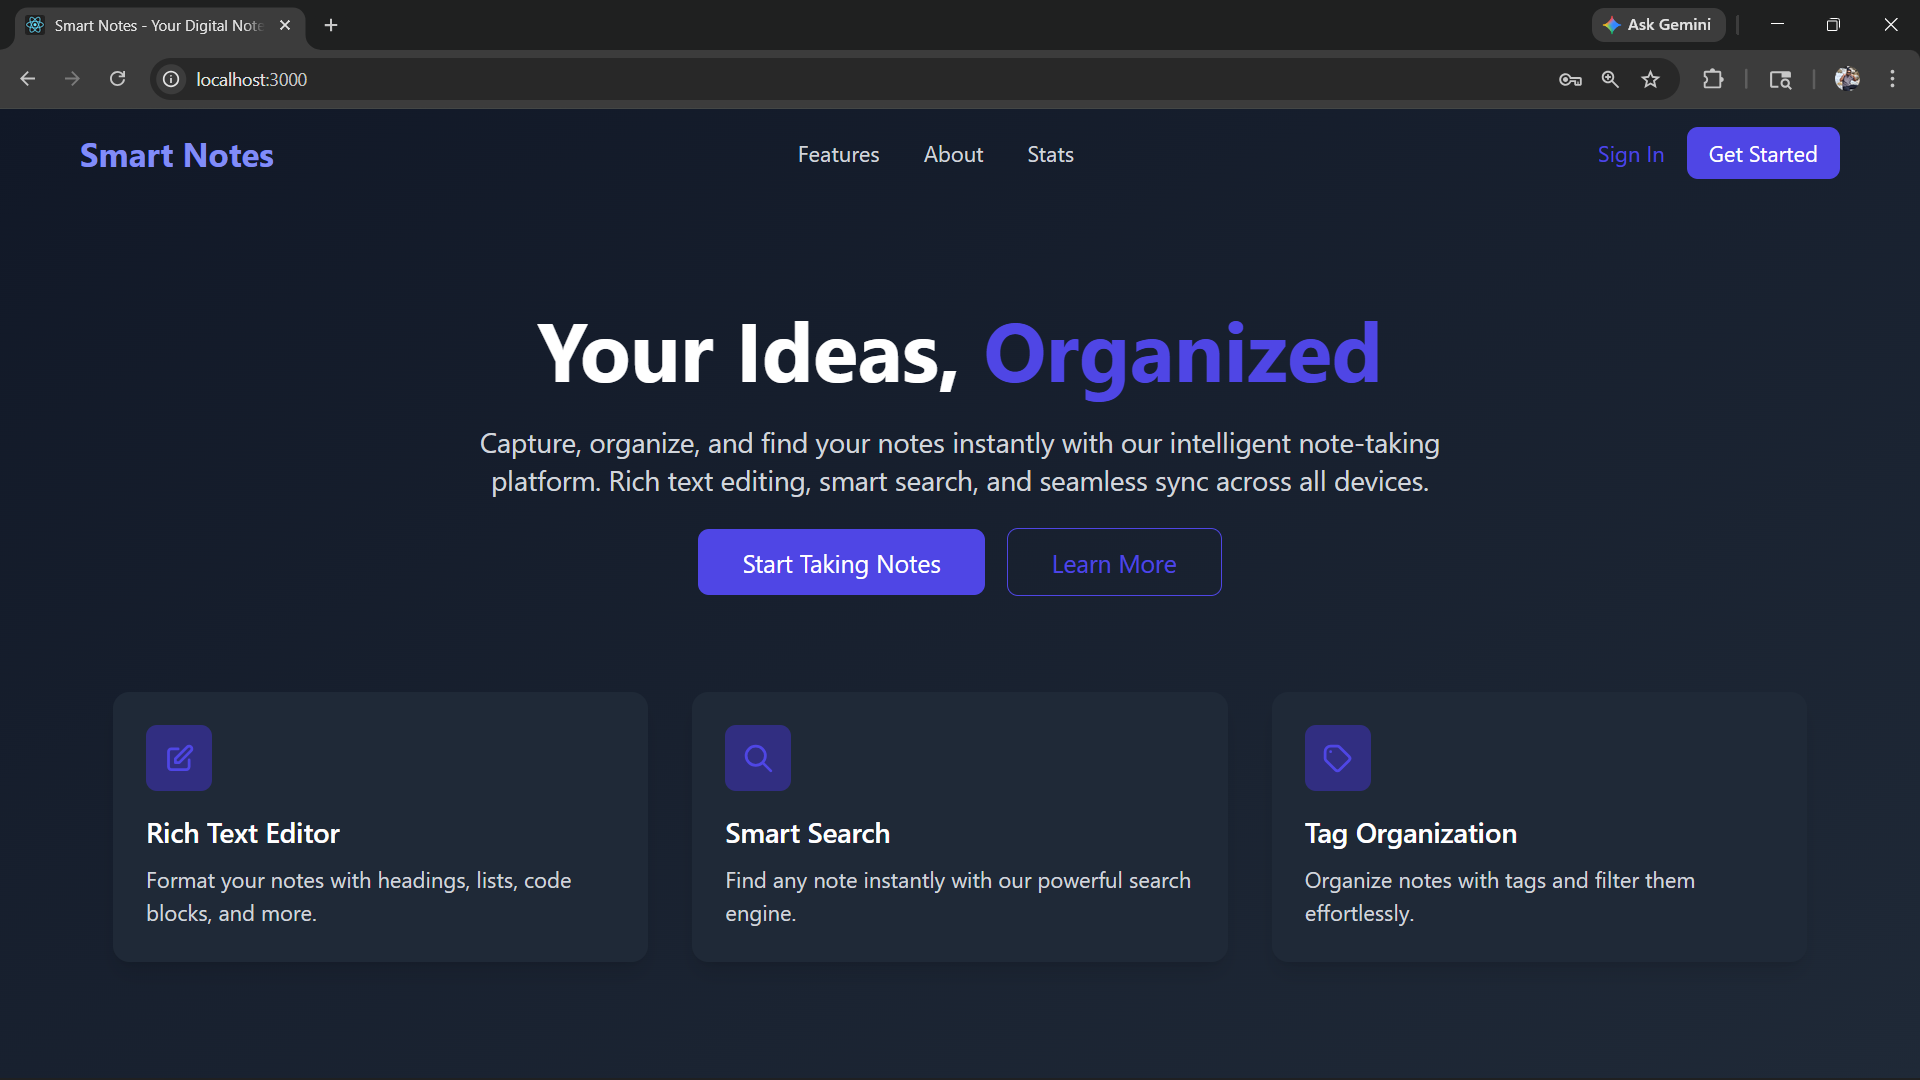 Smart Notes - Your Digital Note
Ask Gemini
localhost:3000
Smart Notes
Features
About
Stats
Sign In
Get Started
Your Ideas, Organized
Capture, organize, and find your notes instantly with our intelligent note-taking
platform. Rich text editing, smart search, and seamless sync across all devices.
Start Taking Notes
Learn More
Rich Text Editor
Format your notes with headings, lists, code
blocks, and more.
Smart Search
Find any note instantly with our powerful search
engine.
Tag Organization
Organize notes with tags and filter them
effortlessly.